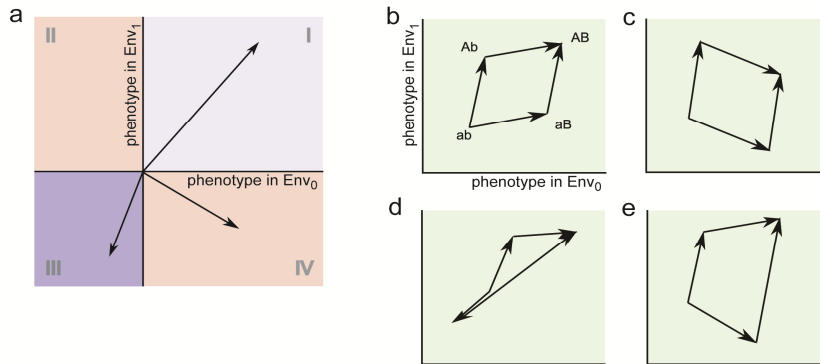 a
II
I
phenotype in Env1
phenotype in Env0
III
IV
b
phenotype in Env1
Ab
AB
ab
aB
phenotype in Env0
c
d
e